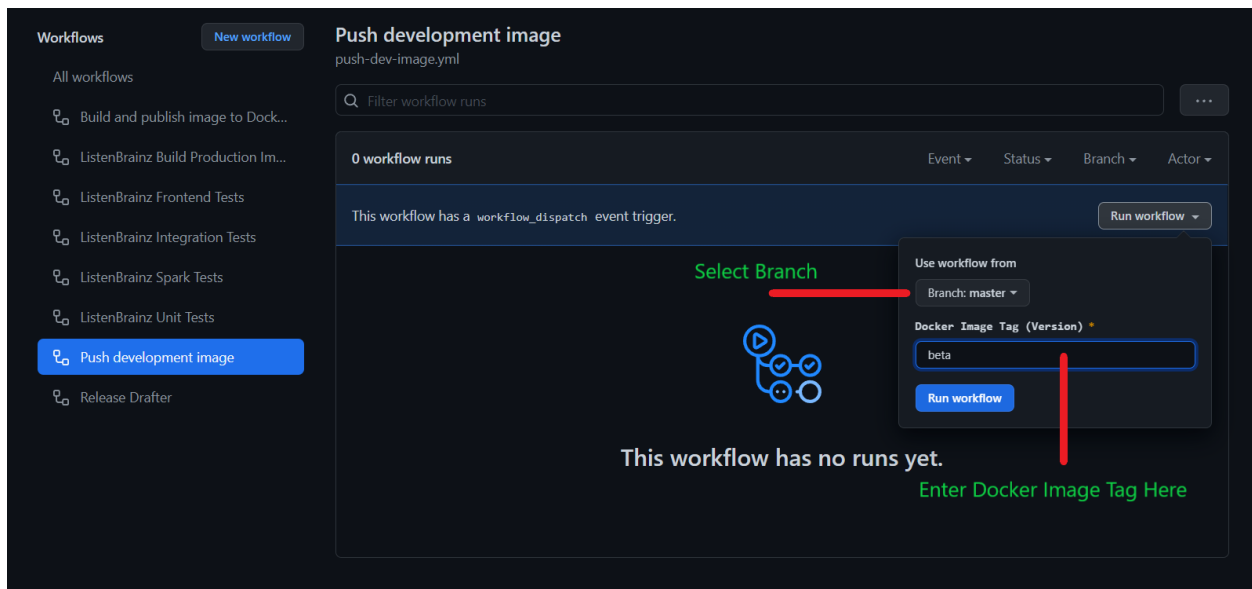 Workflows
New workflow
All workflows
Build and publish image to Dock...
ListenBrainz Build Production Im...
ListenBrainz Frontend Tests
ListenBrainz Integration Tests
ListenBrainz Spark Tests
ListenBrainz Unit Tests
Push development image
Release Drafter
Push development image
push-dev-image.yml
Filter workflow runs
...
0 workflow runs
Event
Status
Branch
Actor
This workflow has a workflow_dispatch event trigger.
Run workflow
Select Branch
Use workflow from
Branch: master
Docker Image Tag (Version) *
beta
Run workflow
This workflow has no runs yet.
Enter Docker Image Tag Here